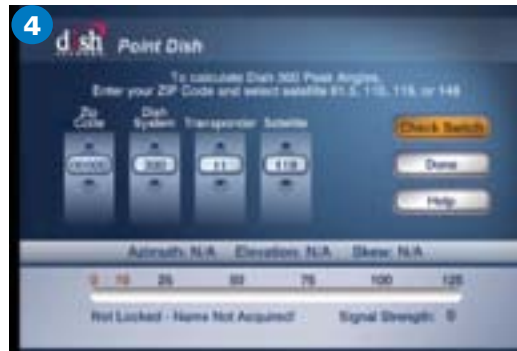 4
dish Point Dish
To calculate Dish 300 Peak Angles,
Enter your ZIP Code and select satellite 61.5, 110, 119, or 148
Zip Code Dish System Transponder Satellite
300 11 119
Check Switch
Done
Help
Azimuth: N/A Elevation: N/A Skew: N/A
0 10 25 50 75 100 125
Not Locked - Name Not Acquired! Signal Strength: 0